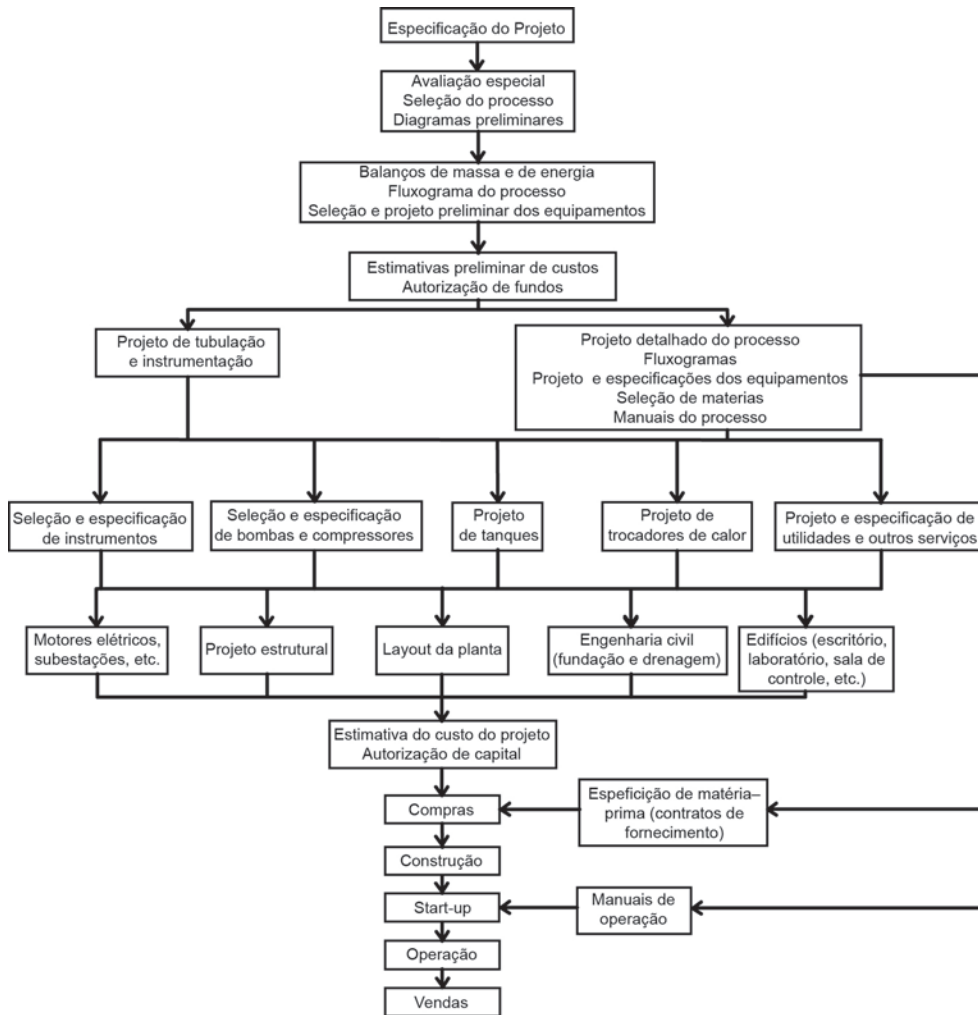 Especificação do Projeto
Avaliação especial
Seleção do processo
Diagramas preliminares
Balanços de massa e de energia
Fluxograma do processo
Seleção e projeto preliminar dos equipamentos
Estimativas preliminar de custos
Autorização de fundos
Projeto de tubulação
e instrumentação
Projeto detalhado do processo
Fluxogramas
Projeto e especificações dos equipamentos
Seleção de materias
Manuais do processo
Seleção e especificação
de instrumentos
Seleção e especificação
de bombas e compressores
Projeto
de tanques
Projeto de
trocadores de calor
Projeto e especificação de
utilidades e outros serviços
Motores elétricos,
subestações, etc.
Projeto estrutural
Layout da planta
Engenharia civil
(fundação e drenagem)
Edifícios (escritório,
laboratório, sala de
controle, etc.)
Estimativa do custo do projeto
Autorização de capital
Compras
Espeficição de matéria–
prima (contratos de
fornecimento)
Construção
Start-up
Manuais de
operação
Operação
Vendas